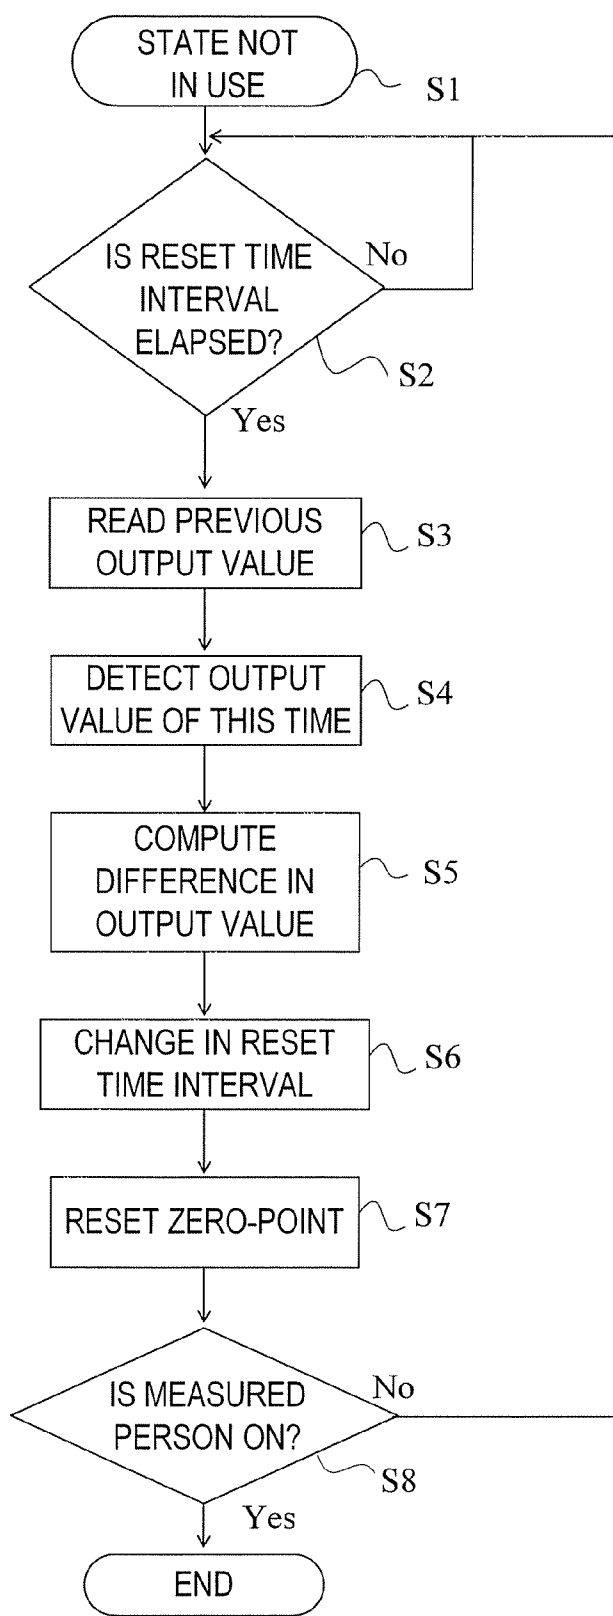 STATE NOT
IN USE
S1
No
IS RESET TIME
INTERVAL
ELAPSED?
S2
Yes
READ PREVIOUS
OUTPUT VALUE
S3
DETECT OUTPUT
VALUE OF THIS TIME
S4
COMPUTE
DIFFERENCE IN
OUTPUT VALUE
S5
CHANGE IN RESET
TIME INTERVAL
S6
RESET ZERO-POINT
S7
No
IS MEASURED
PERSON ON?
S8
Yes
END